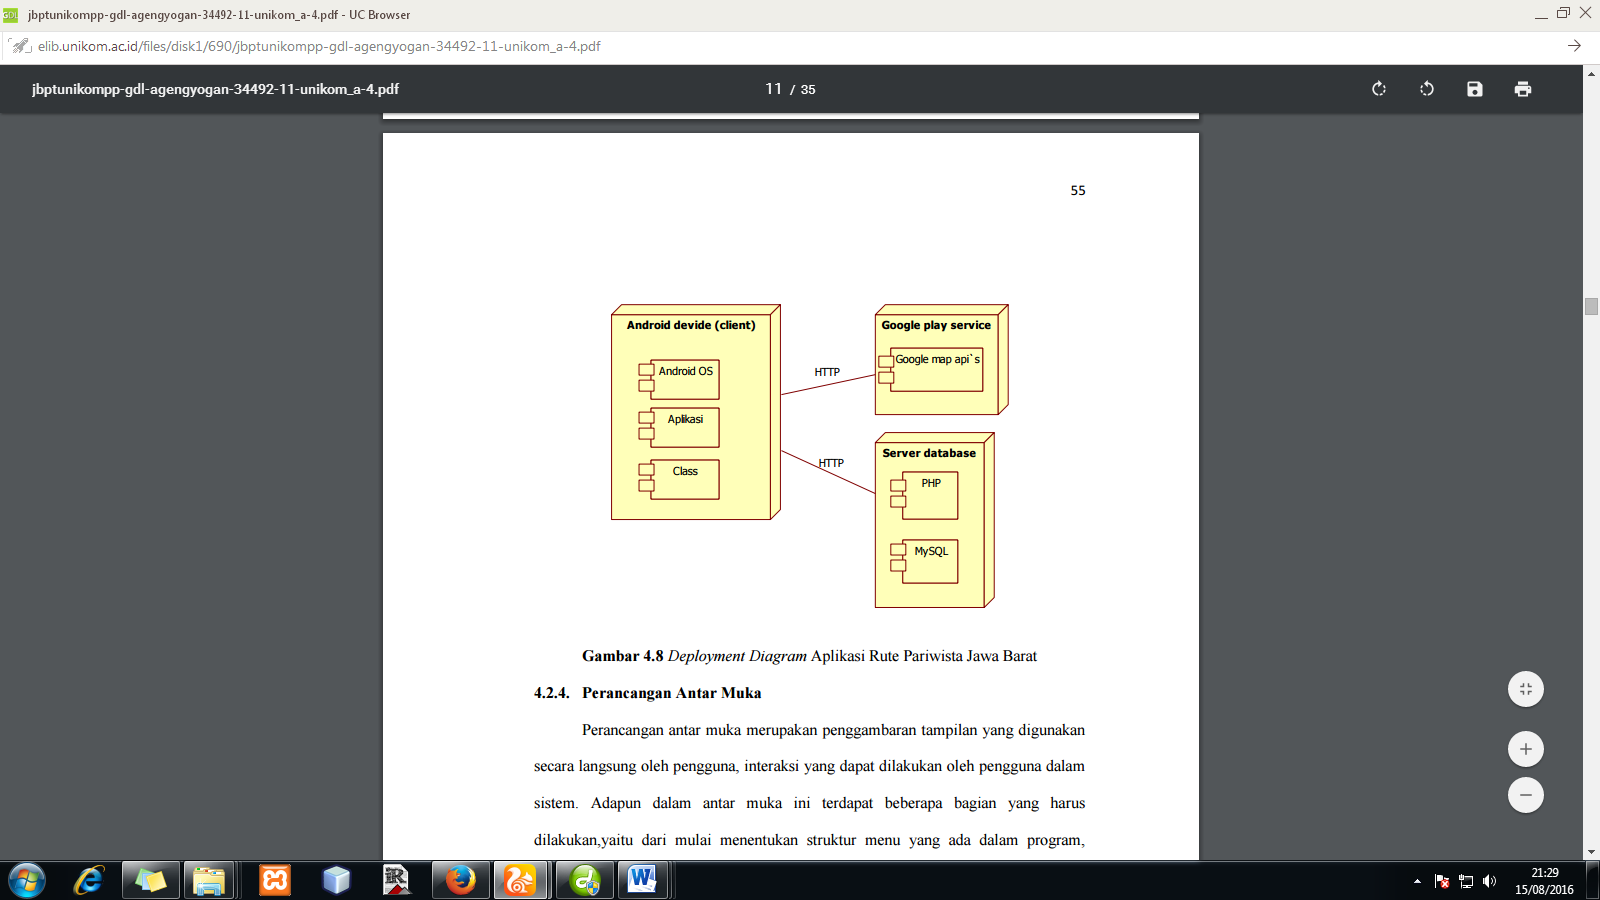 jbptunikompp-gdl-agengyogan-34492-11-unikom_a-4.pdf - UC Browser
elib.unikom.ac.id/files/disk1/690/jbptunikompp-gdl-agengyogan-34492-11-unikom_a-4.pdf
jbptunikompp-gdl-agengyogan-34492-11-unikom_a-4.pdf
11 / 35
55
Android devide (client)
Android OS
Aplikasi
Class
HTTP
HTTP
Google play service
Google map api`s
Server database
PHP
MySQL
Gambar 4.8 Deployment Diagram Aplikasi Rute Pariwista Jawa Barat
4.2.4. Perancangan Antar Muka
Perancangan antar muka merupakan penggambaran tampilan yang digunakan
secara langsung oleh pengguna, interaksi yang dapat dilakukan oleh pengguna dalam
sistem. Adapun dalam antar muka ini terdapat beberapa bagian yang harus
dilakukan,yaitu dari mulai menentukan struktur menu yang ada dalam program,
21:29
15/08/2016